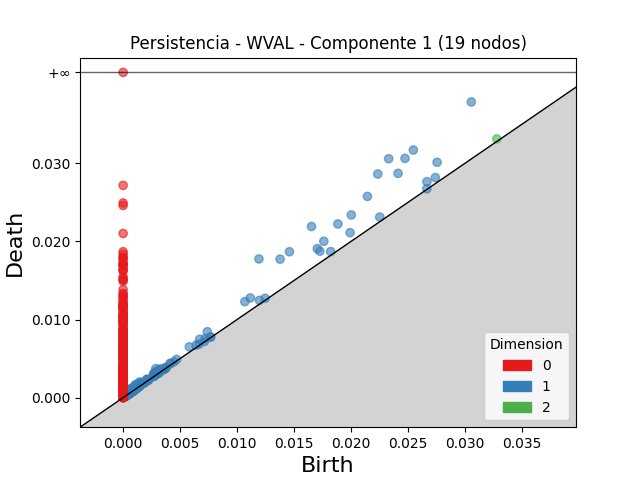 Persistencia - WVAL - Componente 1 (19 nodos)
+∞
0.030
0.020
0.010
0.000
Death
Dimension
0
1
2
0.000 0.005 0.010 0.015 0.020 0.025 0.030 0.035
Birth